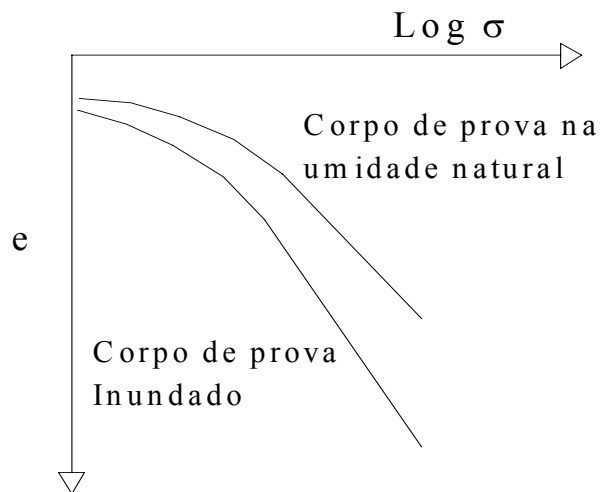 Log σ
Corpo de prova na
umidade natural
e
Corpo de prova
Inundado